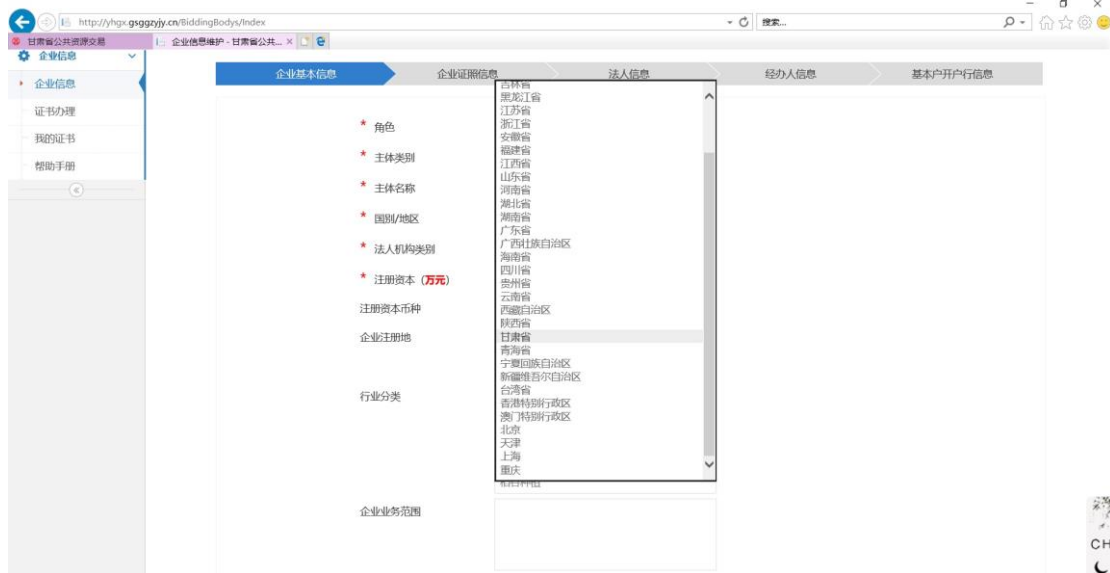 http://yhgx.gsggzyjy.cn/BiddingBodys/Index
搜索...
甘肃省公共资源交易
企业信息维护 - 甘肃省公共...
企业信息
企业信息
证书办理
我的证书
帮助手册
企业基本信息
企业证照信息
法人信息
经办人信息
基本户开户行信息
* 角色
* 主体类别
* 主体名称
* 国别/地区
* 法人机构类别
* 注册资本（万元）
注册资本币种
企业注册地
行业分类
企业业务范围
吉林省
黑龙江省
江苏省
浙江省
安徽省
福建省
江西省
山东省
河南省
湖北省
湖南省
广东省
广西壮族自治区
海南省
四川省
贵州省
云南省
西藏自治区
陕西省
甘肃省
青海省
宁夏回族自治区
新疆维吾尔自治区
台湾省
香港特别行政区
澳门特别行政区
北京
天津
上海
重庆
稻谷种植
CH